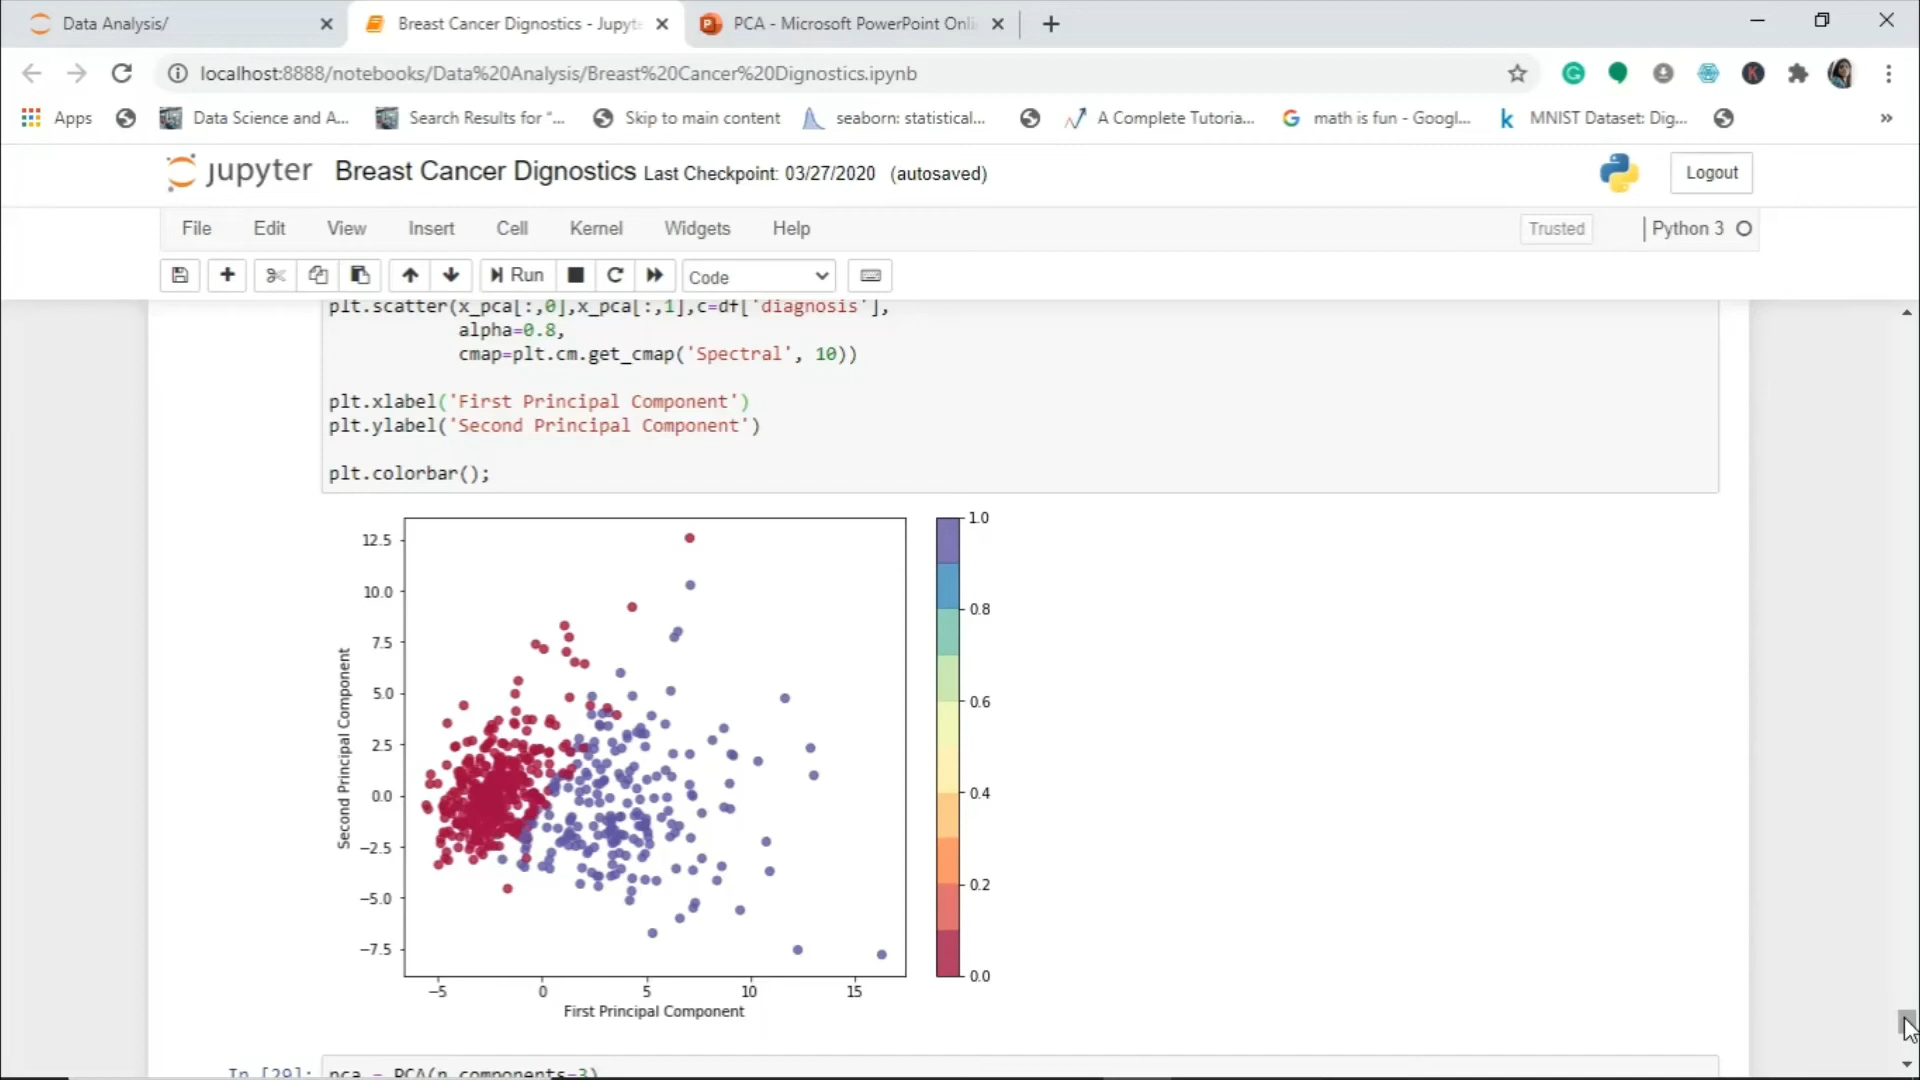 Data Analysis/
Breast Cancer Dignostics - Jupyt
PCA - Microsoft PowerPoint Onli
localhost:8888/notebooks/Data%20Analysis/Breast%20Cancer%20Dignostics.ipynb
Apps
Data Science and A...
Search Results for “...
Skip to main content
seaborn: statistical...
A Complete Tutoria...
math is fun - Googl...
MNIST Dataset: Dig...
»
jupyter Breast Cancer Dignostics Last Checkpoint: 03/27/2020 (autosaved)
Logout
File Edit View Insert Cell Kernel Widgets Help
Trusted
Python 3
Run
Code
plt.scatter(x_pca[:,0],x_pca[:,1],c=df['diagnosis'],
alpha=0.8,
cmap=plt.cm.get_cmap('Spectral', 10))
plt.xlabel('First Principal Component')
plt.ylabel('Second Principal Component')
plt.colorbar();
12.5
10.0
7.5
5.0
2.5
0.0
−2.5
−5.0
−7.5
Second Principal Component
−5 0 5 10 15
First Principal Component
1.0
0.8
0.6
0.4
0.2
0.0
In [29]: pca = PCA(n_components=3)